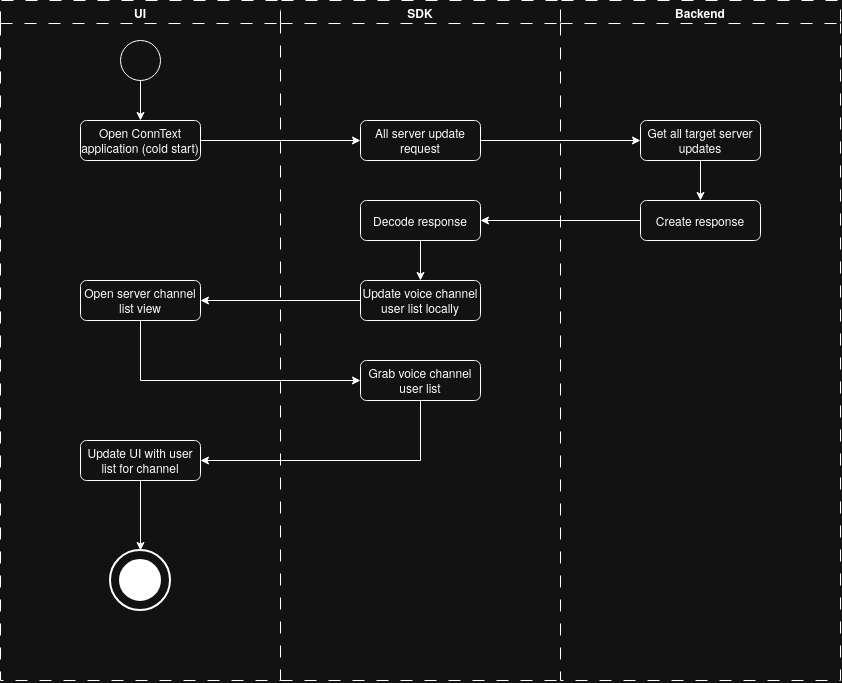 UI
SDK
Backend
Open ConnText
application (cold start)
All server update
request
Get all target server
updates
Decode response
Create response
Open server channel
list view
Update voice channel
user list locally
Grab voice channel
user list
Update UI with user
list for channel